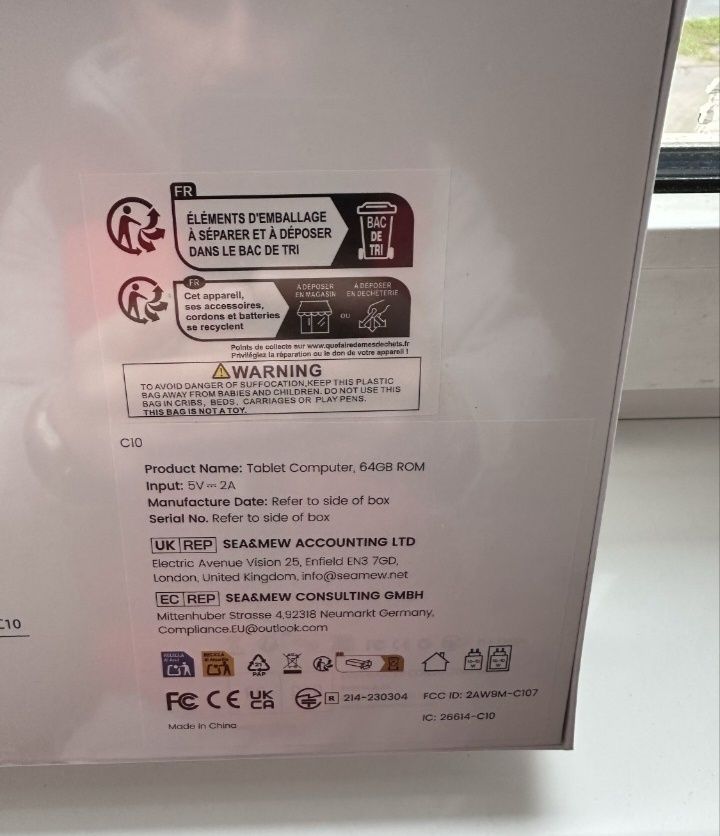 FR
ÉLÉMENTS D'EMBALLAGE
À SÉPARER ET À DÉPOSER
DANS LE BAC DE TRI
BAC
DE
TRI
FR
Cet appareil,
ses accessoires,
cordons et batteries
se recyclent
À DÉPOSER
EN MAGASIN
OU
À DÉPOSER
EN DÉCHÈTERIE
Points de collecte sur www.quefairedemesdechets.fr
Privilégiez la réparation ou le don de votre appareil !
WARNING
TO AVOID DANGER OF SUFFOCATION,KEEP THIS PLASTIC
BAG AWAY FROM BABIES AND CHILDREN. DO NOT USE THIS
BAG IN CRIBS, BEDS, CARRIAGES OR PLAY PENS.
THIS BAG IS NOT A TOY.
C10
Product Name: Tablet Computer, 64GB ROM
Input: 5V⎓2A
Manufacture Date: Refer to side of box
Serial No. Refer to side of box
UK REP SEA&MEW ACCOUNTING LTD
Electric Avenue Vision 25, Enfield EN3 7GD,
London, United Kingdom, info@seamew.net
EC REP SEA&MEW CONSULTING GMBH
Mittenhuber Strasse 4,92318 Neumarkt Germany,
Compliance.EU@outlook.com
C10
21
PAP
FC CE UK CA R 214-230304 FCC ID: 2AW9M-C107
IC: 26614-C10
Made in China